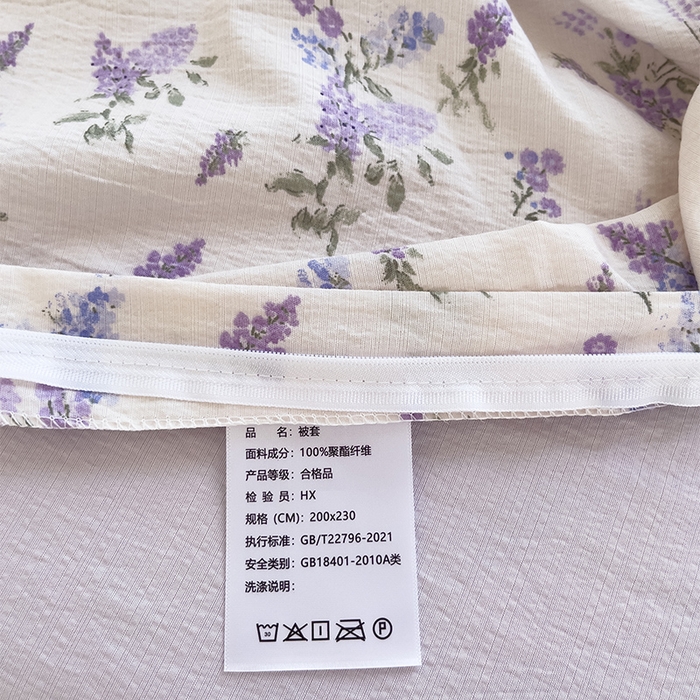 品 名：被套
面料成分：100%聚酯纤维
产品等级：合格品
检 验 员：HX
规格 (CM)：200x230
执行标准：GB/T22796-2021
安全类别：GB18401-2010A类
洗涤说明：
30 P